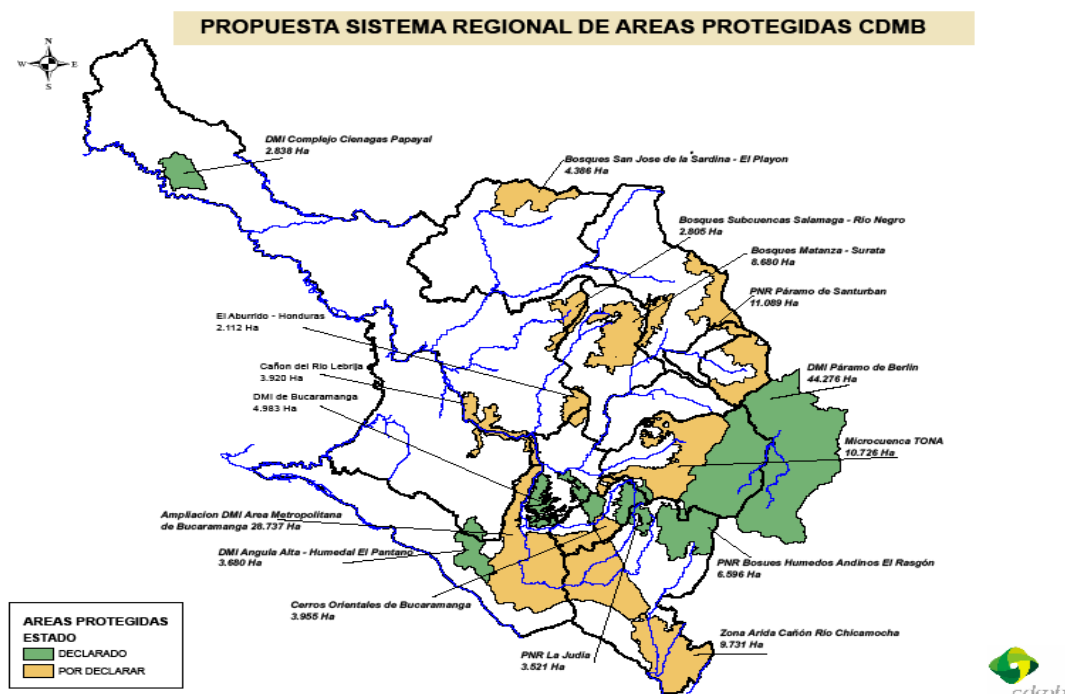 PROPUESTA SISTEMA REGIONAL DE AREAS PROTEGIDAS CDMB
N
W
E
S
DMI Complejo Cienagas Papayal
2.838 Ha
Bosques San Jose de la Sardina - El Playon
4.386 Ha
Bosques Subcuencas Salamaga - Río Negro
2.805 Ha
Bosques Matanza - Surata
8.680 Ha
PNR Páramo de Santurban
11.089 Ha
El Aburrido - Honduras
2.112 Ha
Cañon del Rio Lebrija
3.920 Ha
DMI de Bucaramanga
4.983 Ha
DMI Páramo de Berlin
44.276 Ha
Microcuenca TONA
10.726 Ha
Ampliacion DMI Area Metropolitana
de Bucaramanga 28.737 Ha
DMI Angula Alta - Humedal El Pantano
3.680 Ha
PNR Bosues Humedos Andinos El Rasgón
6.596 Ha
Cerros Orientales de Bucaramanga
3.955 Ha
PNR La Judía
3.521 Ha
Zona Arida Cañón Río Chicamocha
9.731 Ha
AREAS PROTEGIDAS
ESTADO
DECLARADO
POR DECLARAR